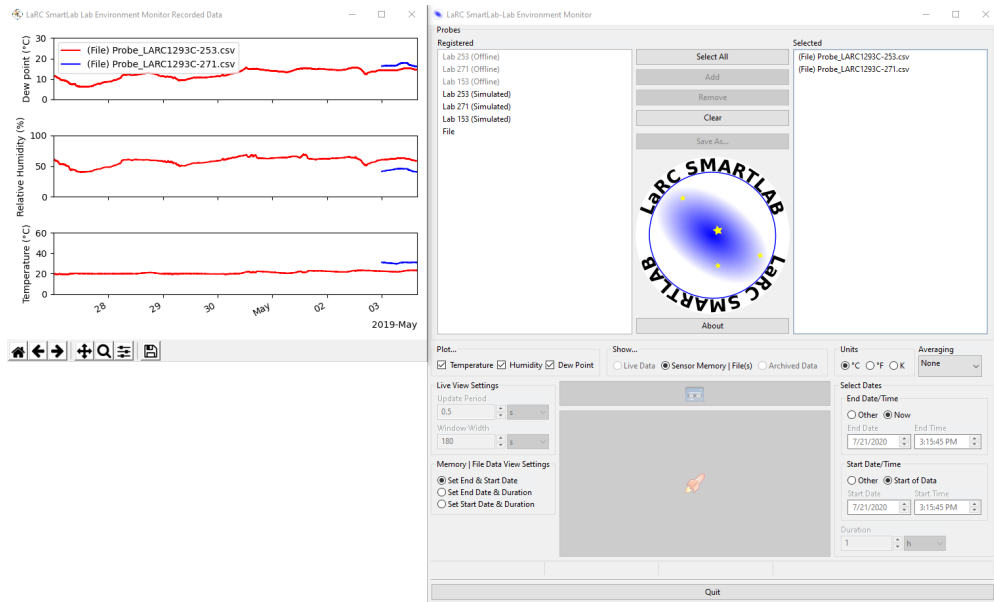 LaRC SmartLab Lab Environment Monitor Recorded Data
Dew point (°C)
30
20
10
0
(File) Probe_LARC1293C-253.csv
(File) Probe_LARC1293C-271.csv
Relative Humidity (%)
100
50
0
Temperature (°C)
60
40
20
0
28
29
30
May
02
03
2019-May
LaRC SmartLab-Lab Environment Monitor
Probes
Registered
Lab 253 (Offline)
Lab 271 (Offline)
Lab 153 (Offline)
Lab 253 (Simulated)
Lab 271 (Simulated)
Lab 153 (Simulated)
File
Select All
Add
Remove
Clear
Save As...
LaRC SMARTLAB
LaRC SMARTLAB
About
Selected
(File) Probe_LARC1293C-253.csv
(File) Probe_LARC1293C-271.csv
Plot...
Temperature Humidity Dew Point
Show...
Live Data Sensor Memory | File(s) Archived Data
Units
°C °F K
Averaging
None
Live View Settings
Update Period
0.5 s
Window Width
180 s
Memory | File Data View Settings
Set End & Start Date
Set End Date & Duration
Set Start Date & Duration
Select Dates
End Date/Time
Other Now
End Date End Time
7/21/2020 3:15:45 PM
Start Date/Time
Other Start of Data
Start Date Start Time
7/21/2020 3:15:45 PM
Duration
1 h
Quit